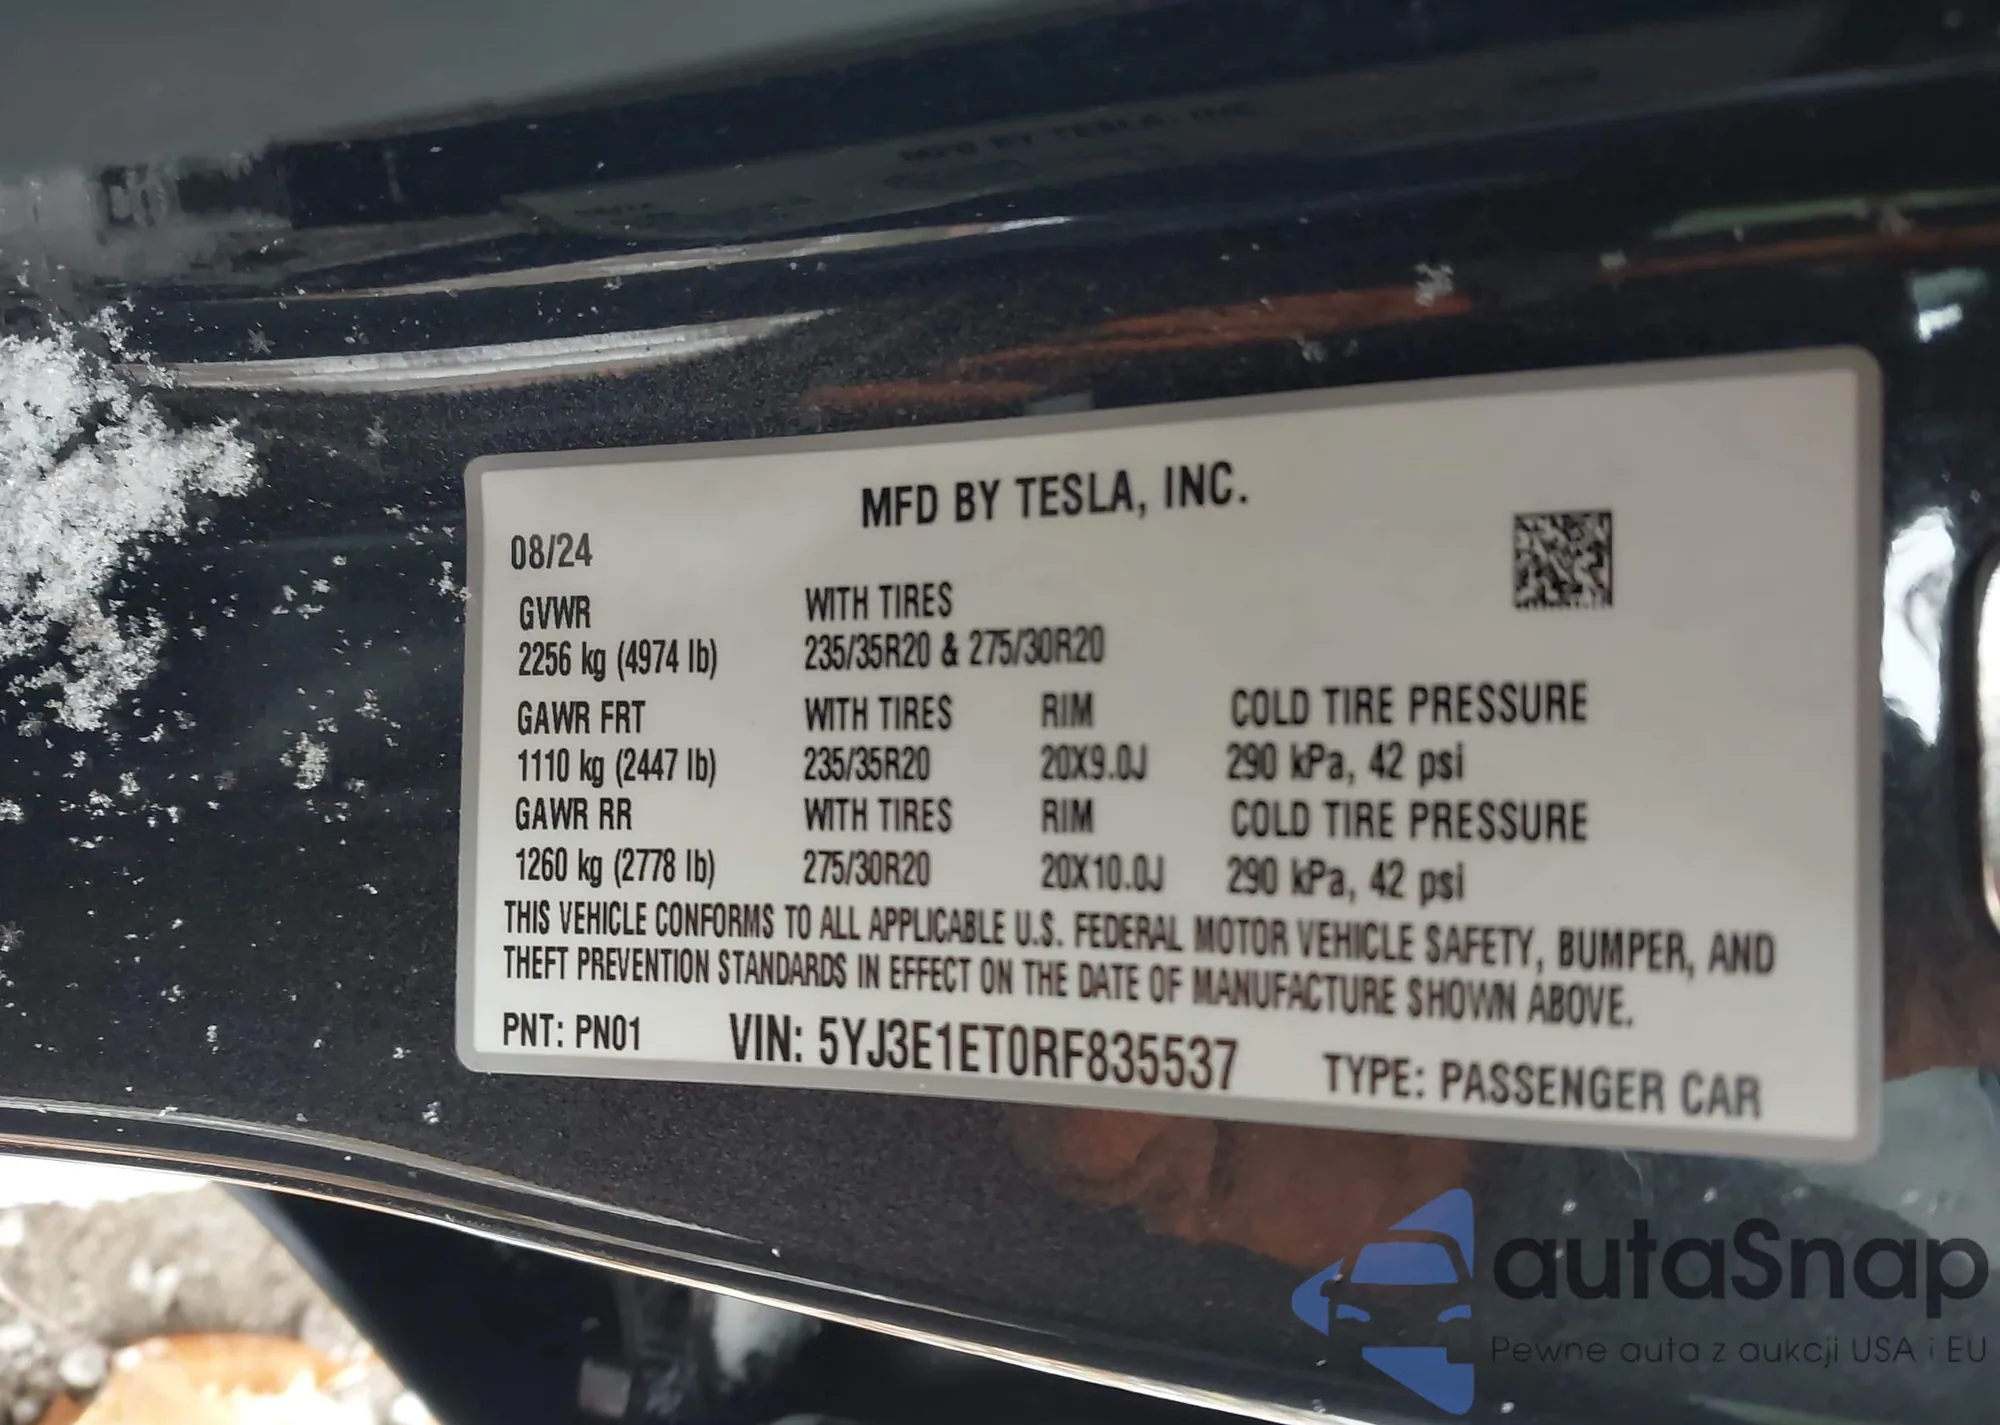 MFD BY TESLA, INC.
08/24
GVWR WITH TIRES
2256 kg (4974 lb) 235/35R20 & 275/30R20
GAWR FRT WITH TIRES RIM COLD TIRE PRESSURE
1110 kg (2447 lb) 235/35R20 20X9.0J 290 kPa, 42 psi
GAWR RR WITH TIRES RIM COLD TIRE PRESSURE
1260 kg (2778 lb) 275/30R20 20X10.0J 290 kPa, 42 psi
THIS VEHICLE CONFORMS TO ALL APPLICABLE U.S. FEDERAL MOTOR VEHICLE SAFETY, BUMPER, AND
THEFT PREVENTION STANDARDS IN EFFECT ON THE DATE OF MANUFACTURE SHOWN ABOVE.
PNT: PN01 VIN: 5YJ3E1ET0RF835537 TYPE: PASSENGER CAR
autaSnap
Pewne auta z aukcji USA i EU